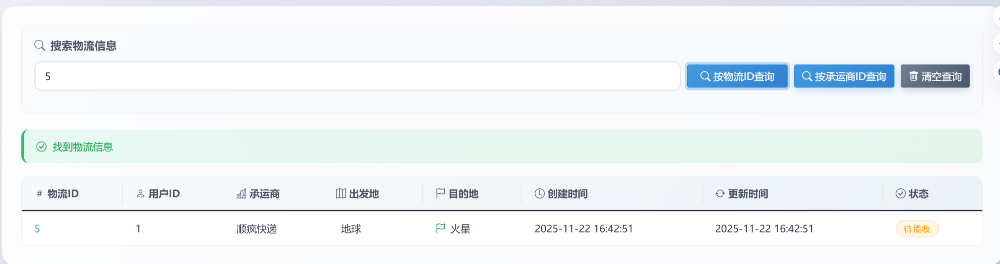 搜索物流信息
5 按物流ID查询 按承运商ID查询 清空查询
找到物流信息
# 物流ID 用户ID 承运商 出发地 目的地 创建时间 更新时间 状态
5 1 顺疯快递 地球 火星 2025-11-22 16:42:51 2025-11-22 16:42:51 待揽收